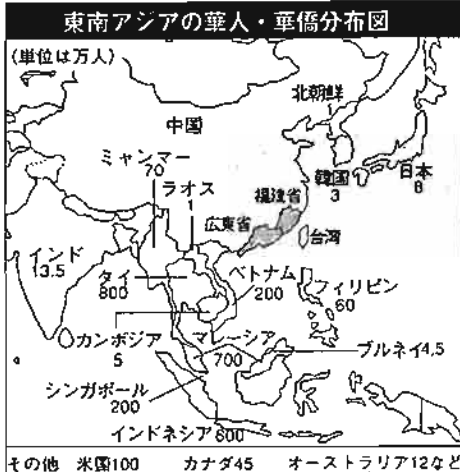 東南アジアの華人・華僑分布図
(単位は万人)
北朝鮮
中国
ミャンマー
70
ラオス
1
韓国
3
日本
8
福建省
広東省
台湾
インド
13.5
タイ
800
ベトナム
200
フィリピン
60
カンボジア
5
マレーシア
700
ブルネイ4.5
シンガポール
200
インドネシア600
その他 米国100 カナダ45 オーストラリア12など